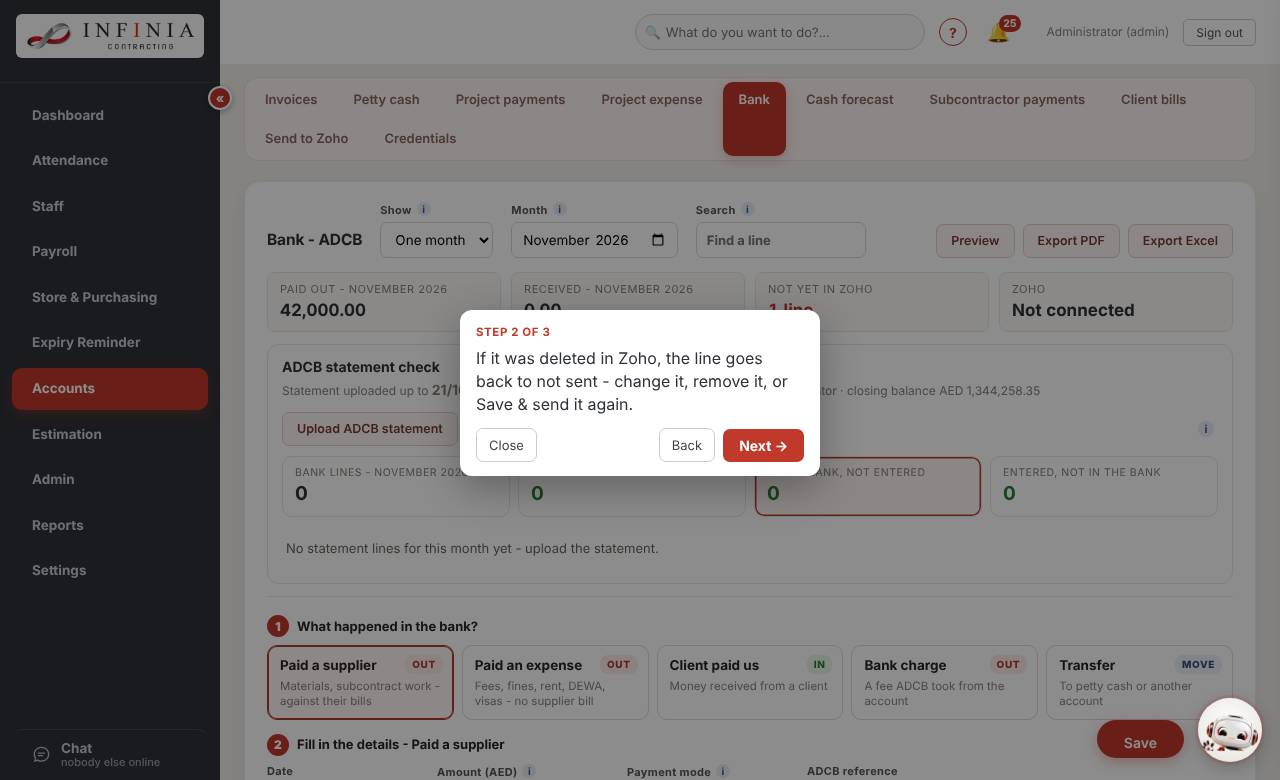 INFINIA
CONTRACTING
What do you want to do?...
?
25
Administrator (admin)
Sign out
«
Dashboard
Attendance
Staff
Payroll
Store & Purchasing
Expiry Reminder
Accounts
Estimation
Admin
Reports
Settings
Chat
nobody else online
Invoices
Petty cash
Project payments
Project expense
Bank
Cash forecast
Subcontractor payments
Client bills
Send to Zoho
Credentials
Bank - ADCB
Show i
One month
Month i
November 2026
Search i
Find a line
Preview
Export PDF
Export Excel
PAID OUT - NOVEMBER 2026
42,000.00
RECEIVED - NOVEMBER 2026
0.00
NOT YET IN ZOHO
1 line
ZOHO
Not connected
ADCB statement check
Statement uploaded up to 21/1
· closing balance AED 1,344,258.35
Upload ADCB statement
i
STEP 2 OF 3
If it was deleted in Zoho, the line goes
back to not sent - change it, remove it, or
Save & send it again.
Close
Back
Next →
BANK LINES - NOVEMBER 202
0
0
NOT ENTERED
0
ENTERED, NOT IN THE BANK
0
No statement lines for this month yet - upload the statement.
1 What happened in the bank?
Paid a supplier OUT
Materials, subcontract work -
against their bills
Paid an expense OUT
Fees, fines, rent, DEWA,
visas - no supplier bill
Client paid us IN
Money received from a client
Bank charge OUT
A fee ADCB took from the
account
Transfer MOVE
To petty cash or another
account
2 Fill in the details - Paid a supplier
Save
Date
Amount (AED) i
Payment mode i
ADCB reference